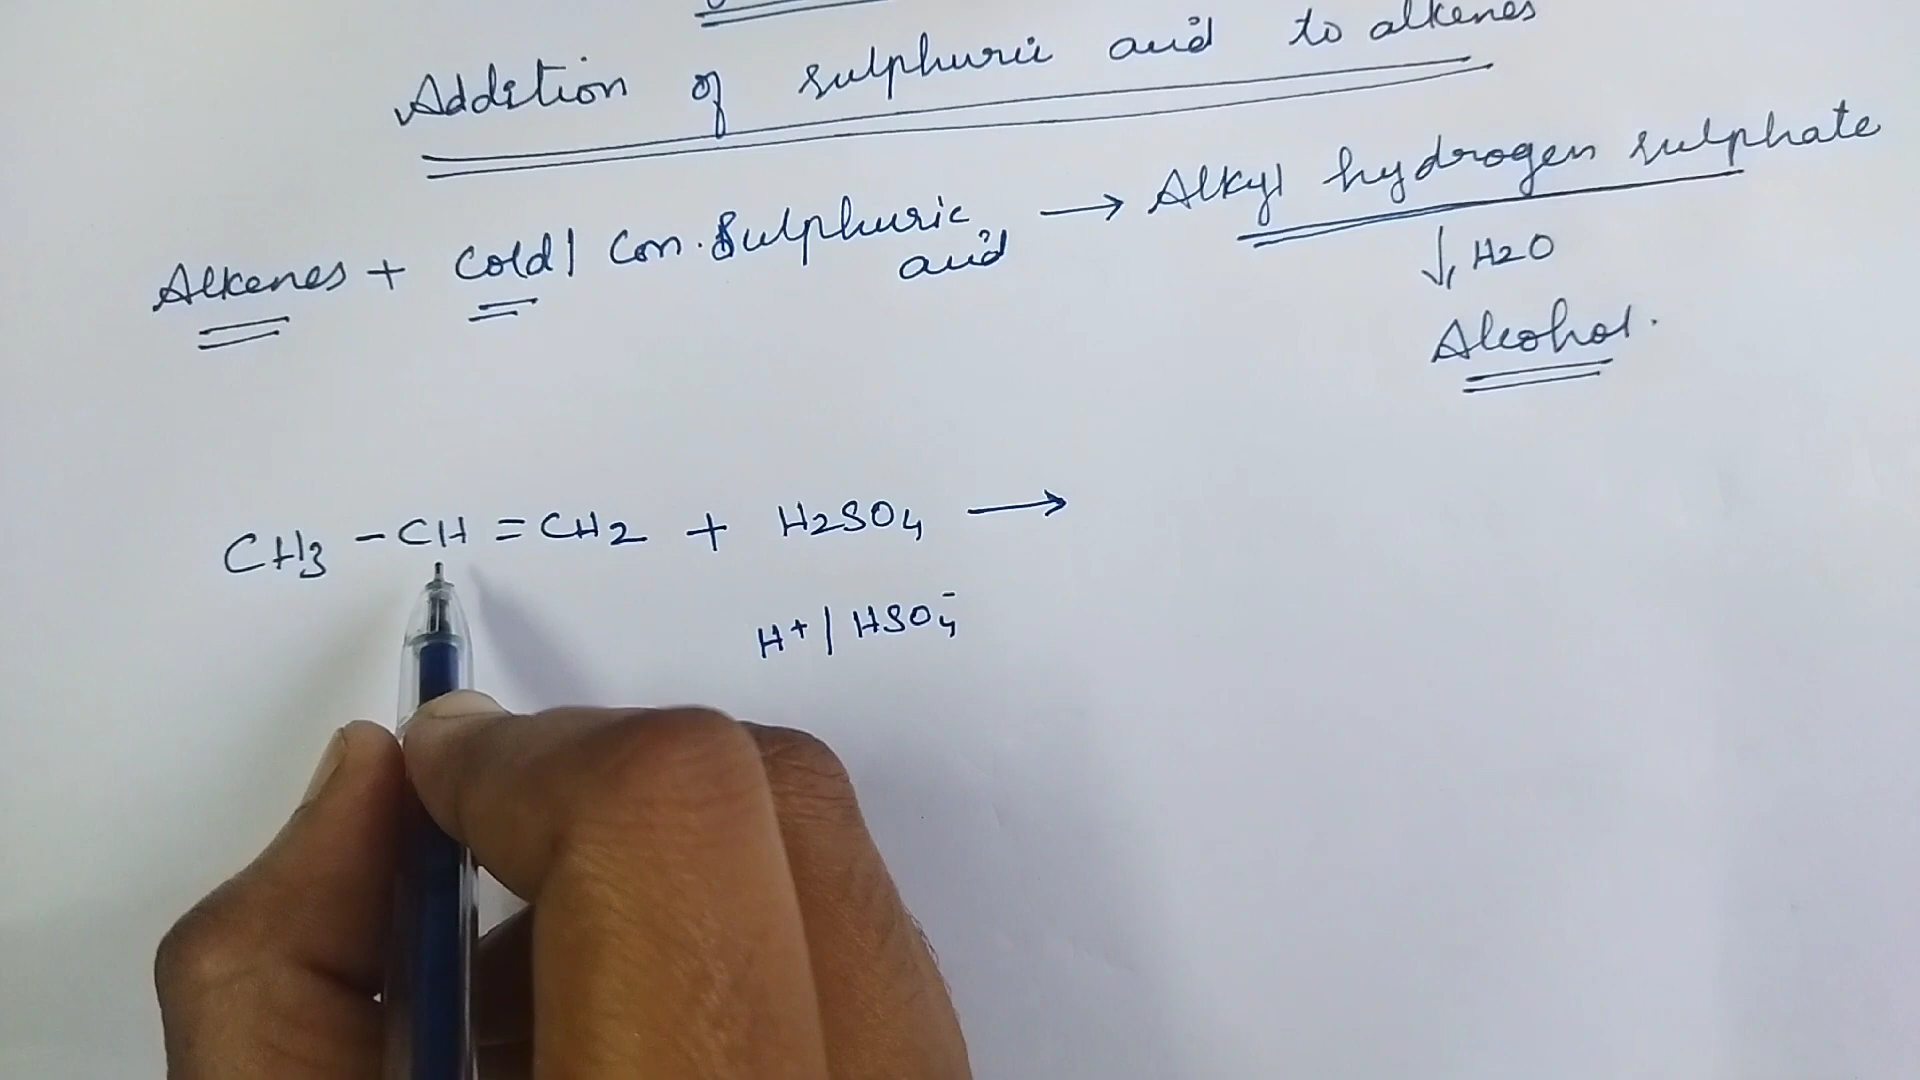 Addition of sulphuric acid to alkenes
Alkenes + Cold/ Con. Sulphuric acid → Alkyl hydrogen sulphate
↓ H2O
Alcohol.
CH3 - CH = CH2 + H2SO4 →
H+ / HSO4-